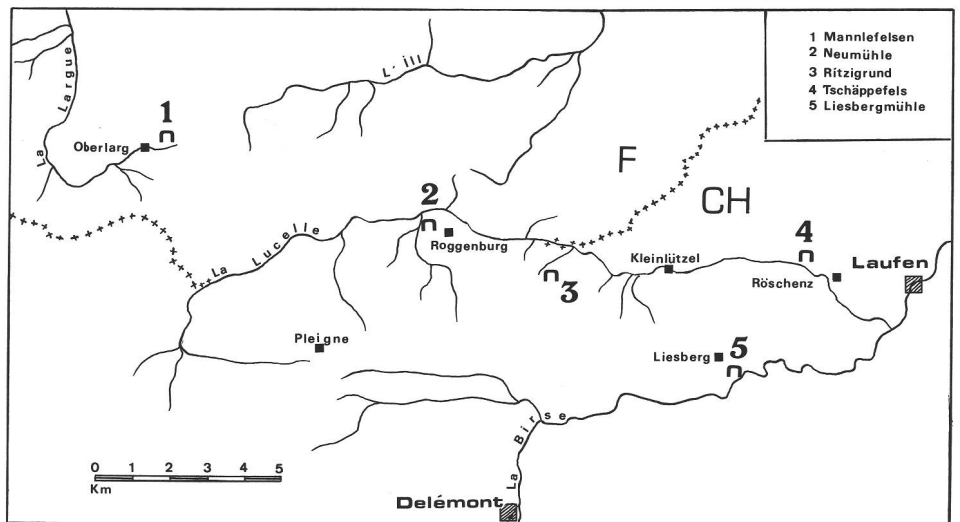 1 Mannlefelsen
2 Neumühle
3 Ritzigrund
4 Tschäppefels
5 Liesbergmühle
La Largue
L'Ill
1
Oberlarg
F
CH
2
Roggenburg
La Lucelle
3
Kleinlützel
4
Röschenz
Laufen
Pleigne
Liesberg
5
La Birse
Delémont
0 1 2 3 4 5
Km